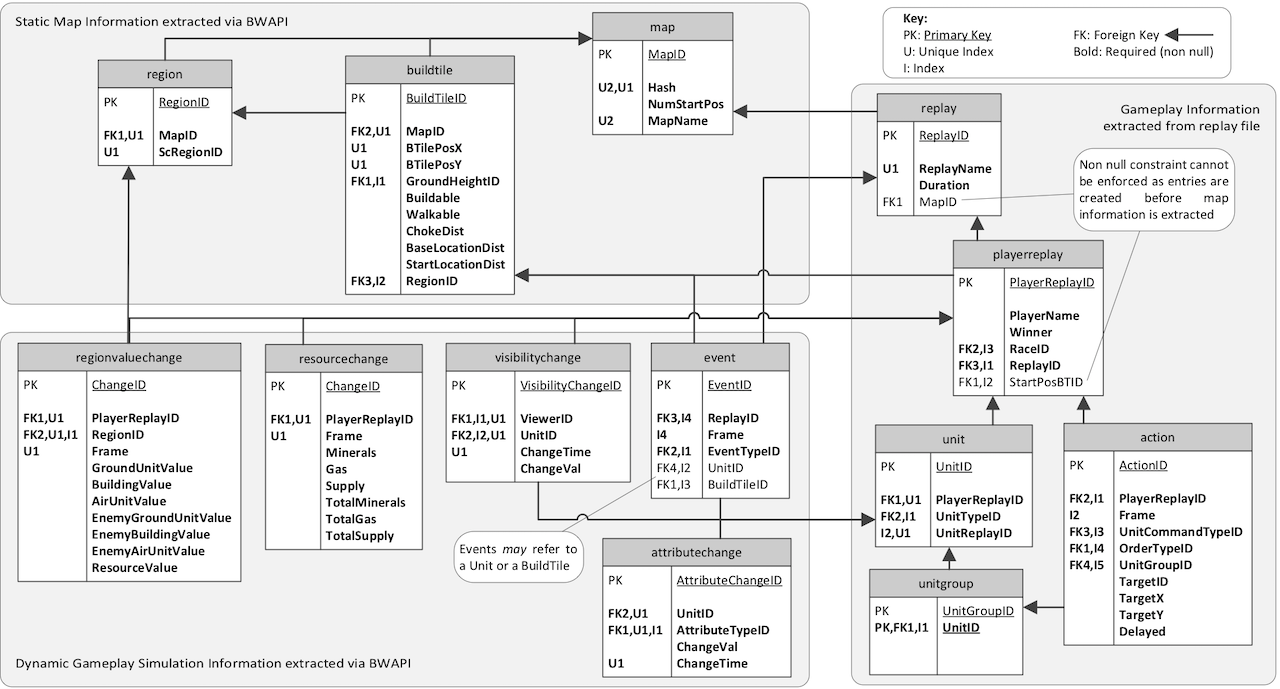 Static Map Information extracted via BWAPI
Key:
PK: Primary Key
U: Unique Index
I: Index
FK: Foreign Key
Bold: Required (non null)
map
PK MapID
U2,U1 Hash
NumStartPos
U2 MapName
region
PK RegionID
FK1,U1 MapID
U1 ScRegionID
buildtile
PK BuildTileID
FK2,U1 MapID
U1 BTilePosX
U1 BTilePosY
FK1,I1 GroundHeightID
Buildable
Walkable
ChokeDist
BaseLocationDist
StartLocationDist
FK3,I2 RegionID
Gameplay Information
extracted from replay file
replay
PK ReplayID
U1 ReplayName
Duration
FK1 MapID
Non null constraint cannot
be enforced as entries are
created before map
information is extracted
playerreplay
PK PlayerReplayID
PlayerName
Winner
FK2,I3 RaceID
FK3,I1 ReplayID
FK1,I2 StartPosBTID
regionvaluechange
PK ChangeID
FK1,U1 PlayerReplayID
FK2,U1,I1 RegionID
U1 Frame
GroundUnitValue
BuildingValue
AirUnitValue
EnemyGroundUnitValue
EnemyBuildingValue
EnemyAirUnitValue
ResourceValue
resourcechange
PK ChangeID
FK1,U1 PlayerReplayID
U1 Frame
Minerals
Gas
Supply
TotalMinerals
TotalGas
TotalSupply
visibilitychange
PK VisibilityChangeID
FK1,I1,U1 ViewerID
FK2,I2,U1 UnitID
U1 ChangeTime
ChangeVal
event
PK EventID
FK3,I4 ReplayID
I4 Frame
FK2,I1 EventTypeID
FK4,I2 UnitID
FK1,I3 BuildTileID
Events may refer to
a Unit or a BuildTile
attributechange
PK AttributeChangeID
FK2,U1 UnitID
FK1,U1,I1 AttributeTypeID
ChangeVal
U1 ChangeTime
unit
PK UnitID
FK1,U1 PlayerReplayID
FK2,I1 UnitTypeID
I2,U1 UnitReplayID
action
PK ActionID
FK2,I1 PlayerReplayID
I2 Frame
FK3,I3 UnitCommandTypeID
FK1,I4 OrderTypeID
FK4,I5 UnitGroupID
TargetID
TargetX
TargetY
Delayed
unitgroup
PK UnitGroupID
PK,FK1,I1 UnitID
Dynamic Gameplay Simulation Information extracted via BWAPI